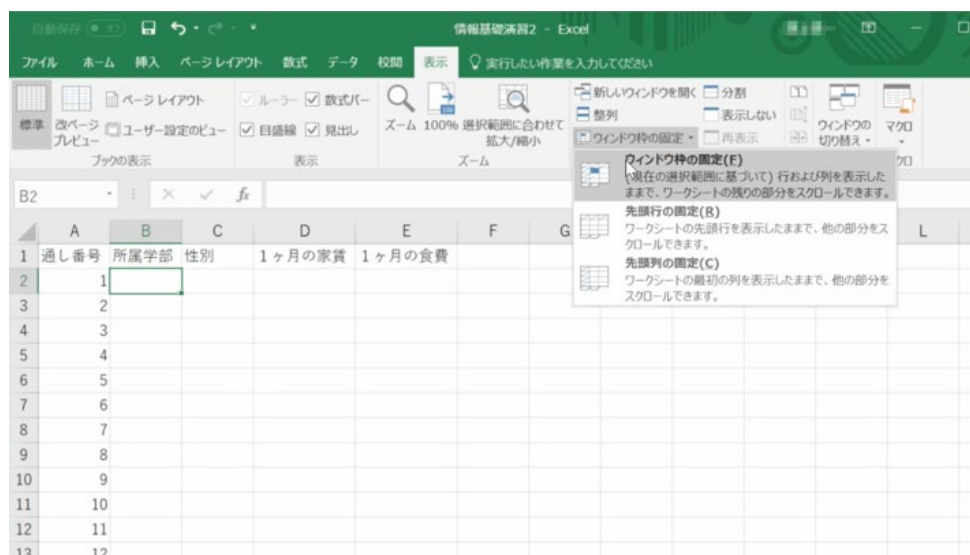 自動保存 オフ 情報基礎演習2 - Excel
ファイル ホーム 挿入 ページ レイアウト 数式 データ 校閲 表示 実行したい作業を入力してください
標準
改ページ
プレビュー
ページ レイアウト
ユーザー設定のビュー
ブックの表示
ルーラー 数式バー
目盛線 見出し
表示
ズーム 100% 選択範囲に合わせて
拡大/縮小
ズーム
新しいウィンドウを開く
整列
ウィンドウ枠の固定
分割
表示しない
再表示
ウィンドウの
切り替え
マクロ
ウィンドウ枠の固定(F)
(現在の選択範囲に基づいて) 行および列を表示した
ままで、ワークシートの残りの部分をスクロールできます。
先頭行の固定(R)
ワークシートの先頭行を表示したままで、他の部分をス
クロールできます。
先頭列の固定(C)
ワークシートの最初の列を表示したままで、他の部分を
スクロールできます。
B2 fx
A B C D E F G L
1 通し番号 所属学部 性別 1ヶ月の家賃 1ヶ月の食費
2 1
3 2
4 3
5 4
6 5
7 6
8 7
9 8
10 9
11 10
12 11
13 12